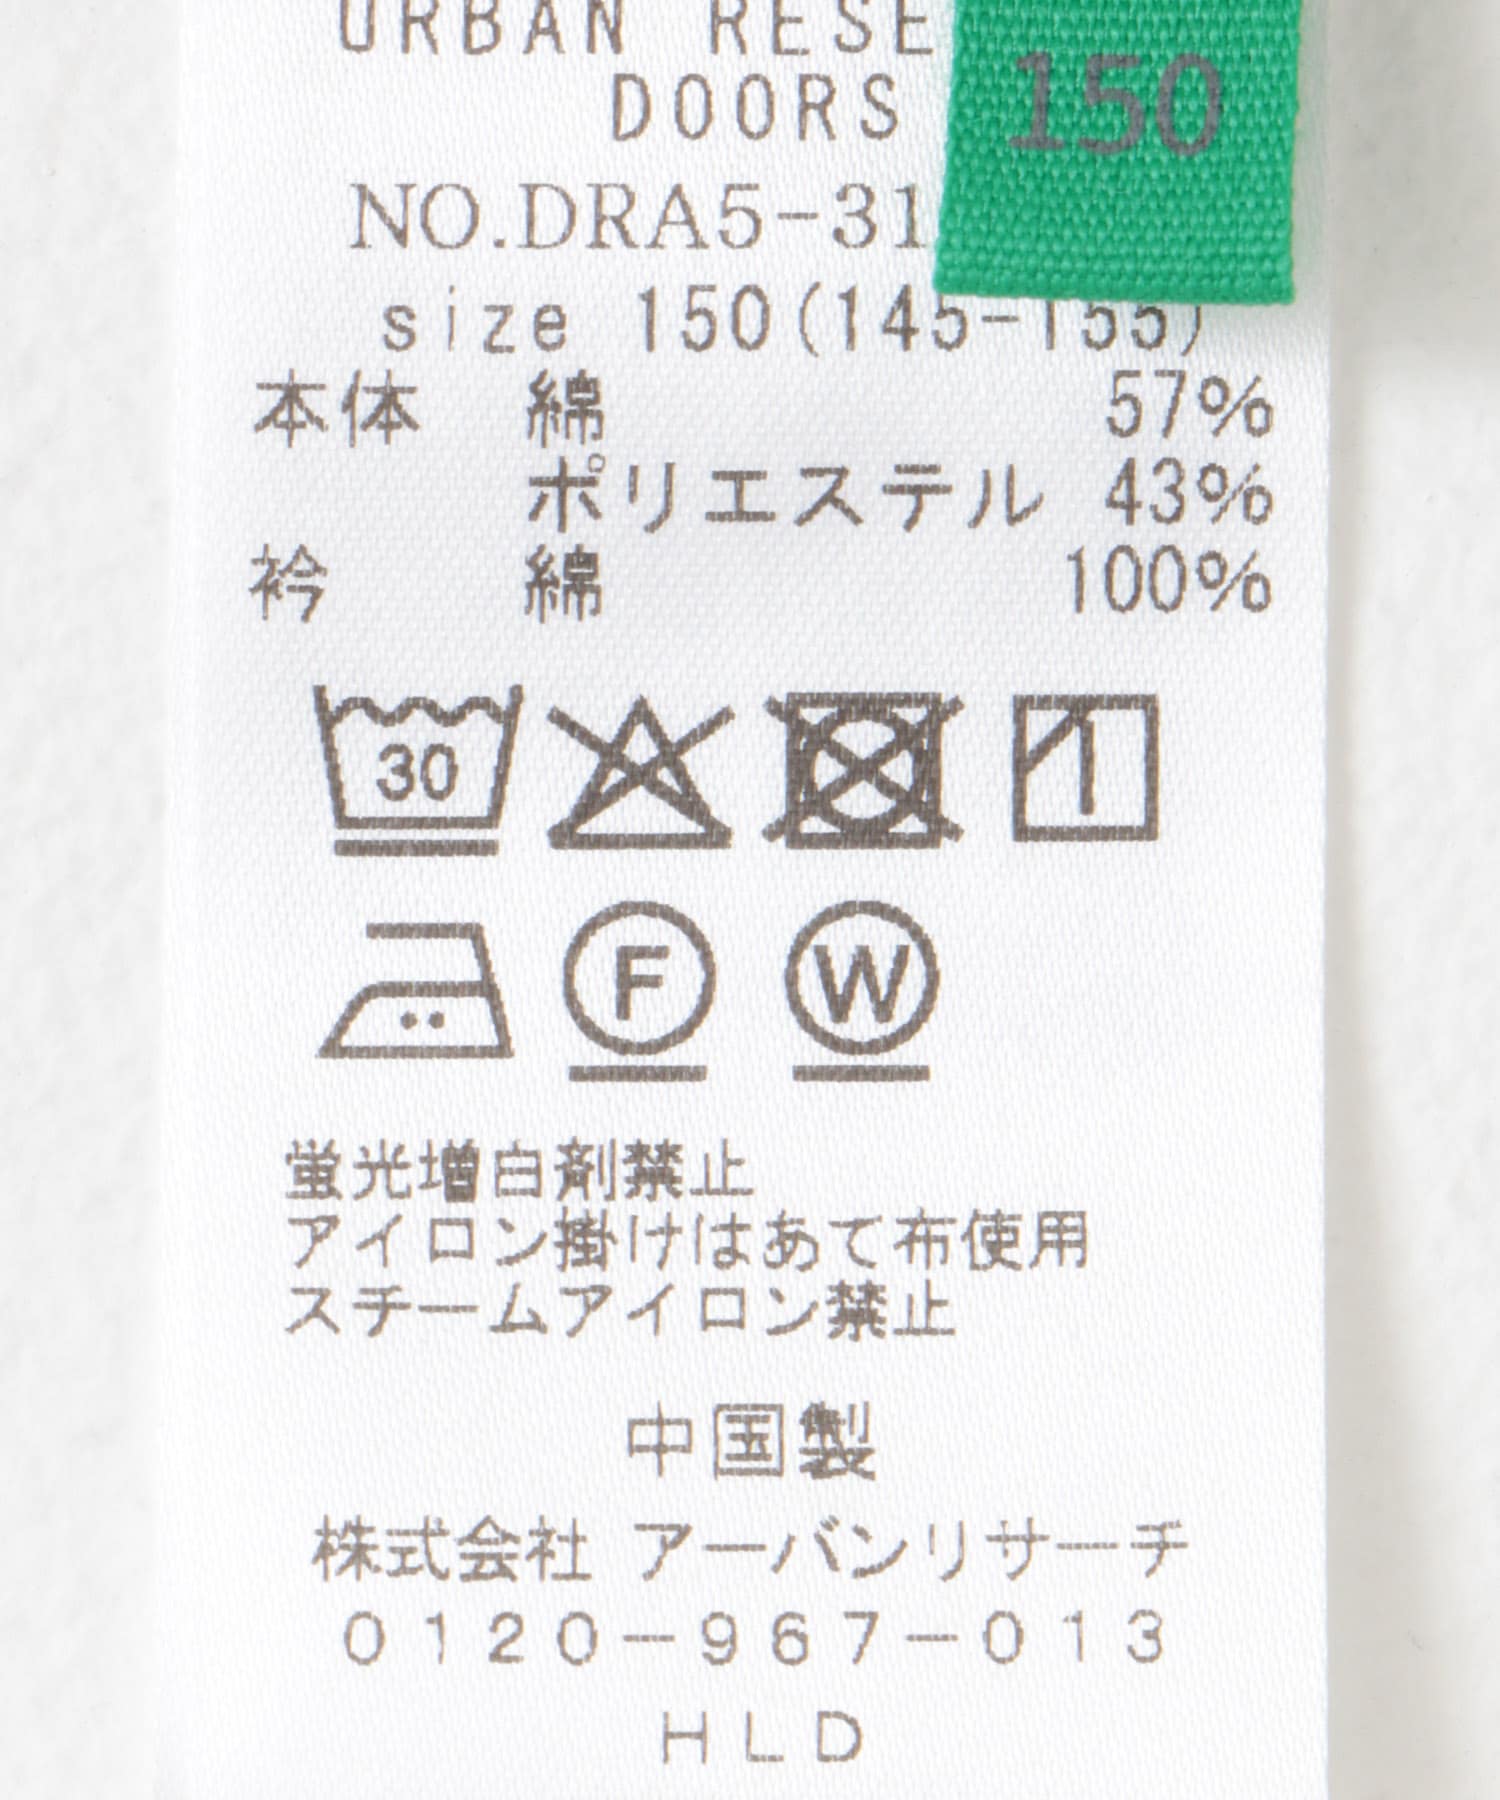 URBAN RESE
150
DOORS
NO.DRA5-31
size 150(145-155)
本体 綿 57%
ポリエステル 43%
衿 綿 100%
30
F W
蛍光増白剤禁止
アイロン掛けはあて布使用
スチームアイロン禁止
中国製
株式会社 アーバンリサーチ
0120-967-013
HLD